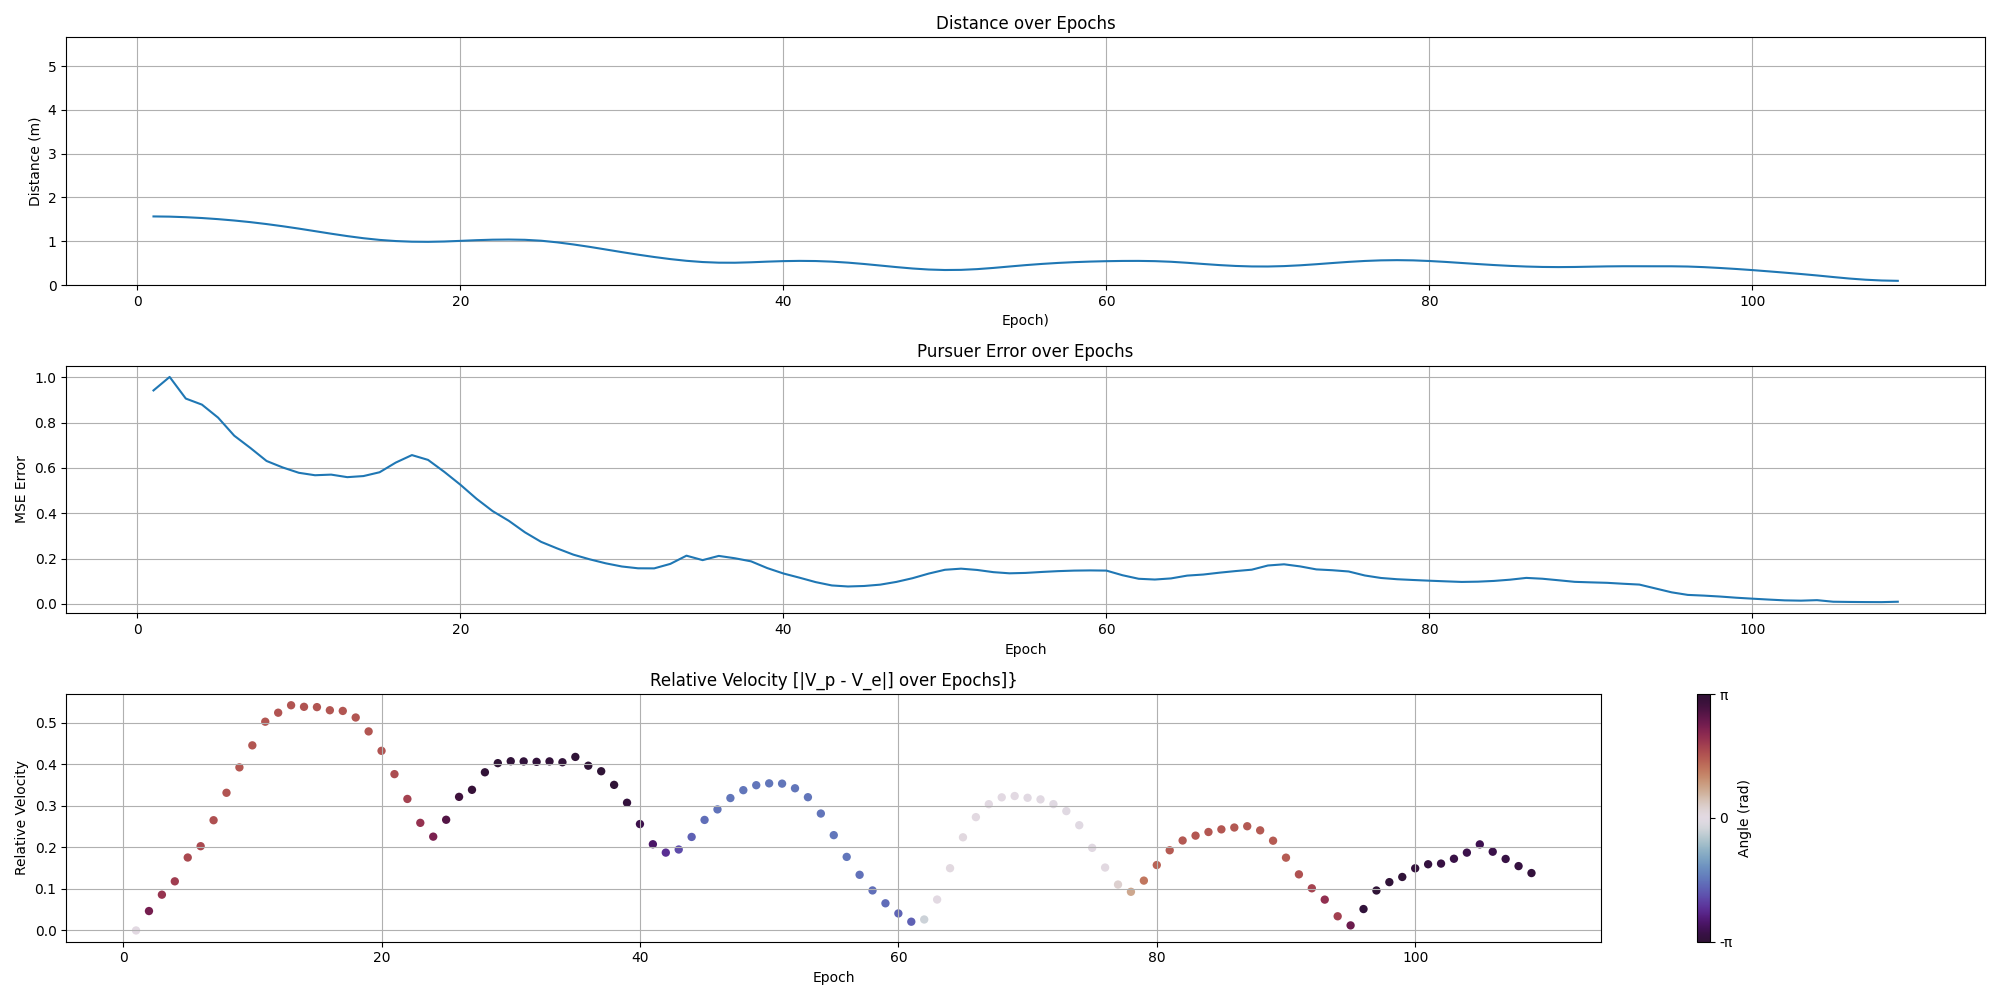 Distance over Epochs
Distance (m)
5
4
3
2
1
0
0 20 40 60 80 100
Epoch)
Pursuer Error over Epochs
MSE Error
1.0
0.8
0.6
0.4
0.2
0.0
0 20 40 60 80 100
Epoch
Relative Velocity [|V_p - V_e|] over Epochs]}
Relative Velocity
0.5
0.4
0.3
0.2
0.1
0.0
0 20 40 60 80 100
Epoch
π
0
-π
Angle (rad)